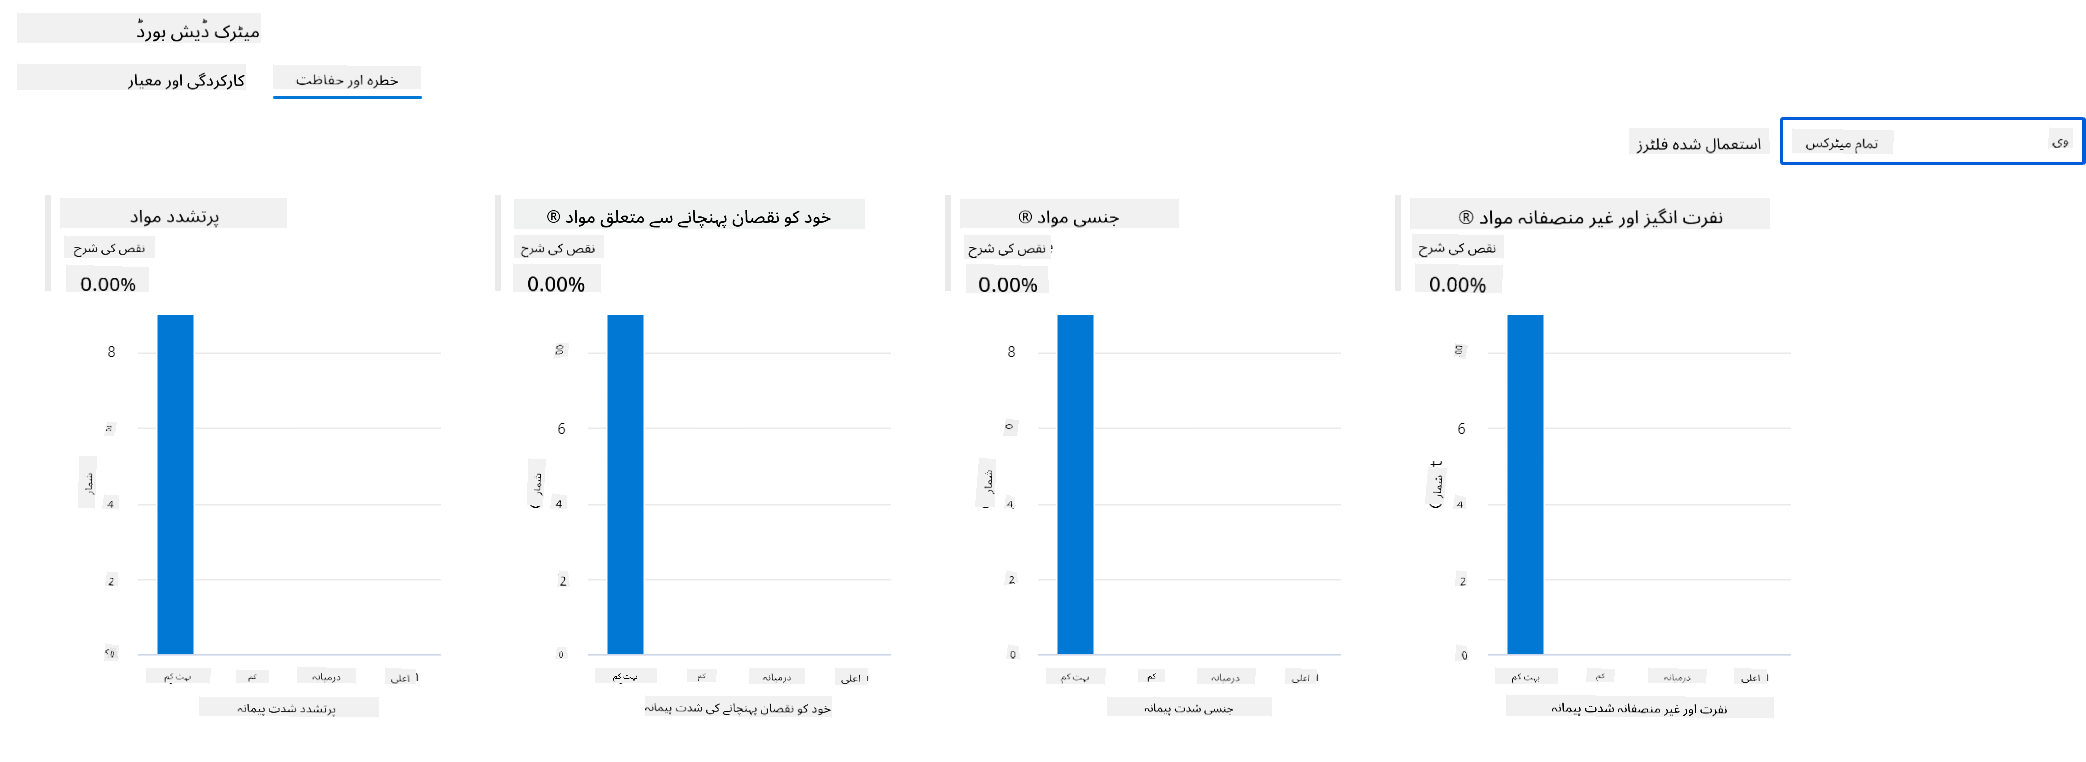 میٹرک ڈیش بورڈ
کارکردگی اور معیار
خطرہ اور حفاظت
استعمال شدہ فلٹرز
تمام میٹرکس
وی
پرتشدد مواد
نقص کی شرح
0.00%
8
4
2
شمار
بہت کم
کم
درمیانہ
اعلی
پرتشدد شدت پیمانہ
خود کو نقصان پہنچانے سے متعلق مواد ®
نقص کی شرح
0.00%
6
4
2
0
شمار
بہت کم
کم
درمیانہ
اعلی
خود کو نقصان پہنچانے کی شدت پیمانہ
جنسی مواد ®
نقص کی شرح
0.00%
8
4
2
0
شمار
بہت کم
کم
درمیانہ
اعلی
جنسی شدت پیمانہ
نفرت انگیز اور غیر منصفانہ مواد ®
نقص کی شرح
0.00%
6
4
2
0
شمار
بہت کم
کم
درمیانہ
اعلی
نفرت اور غیر منصفانہ شدت پیمانہ